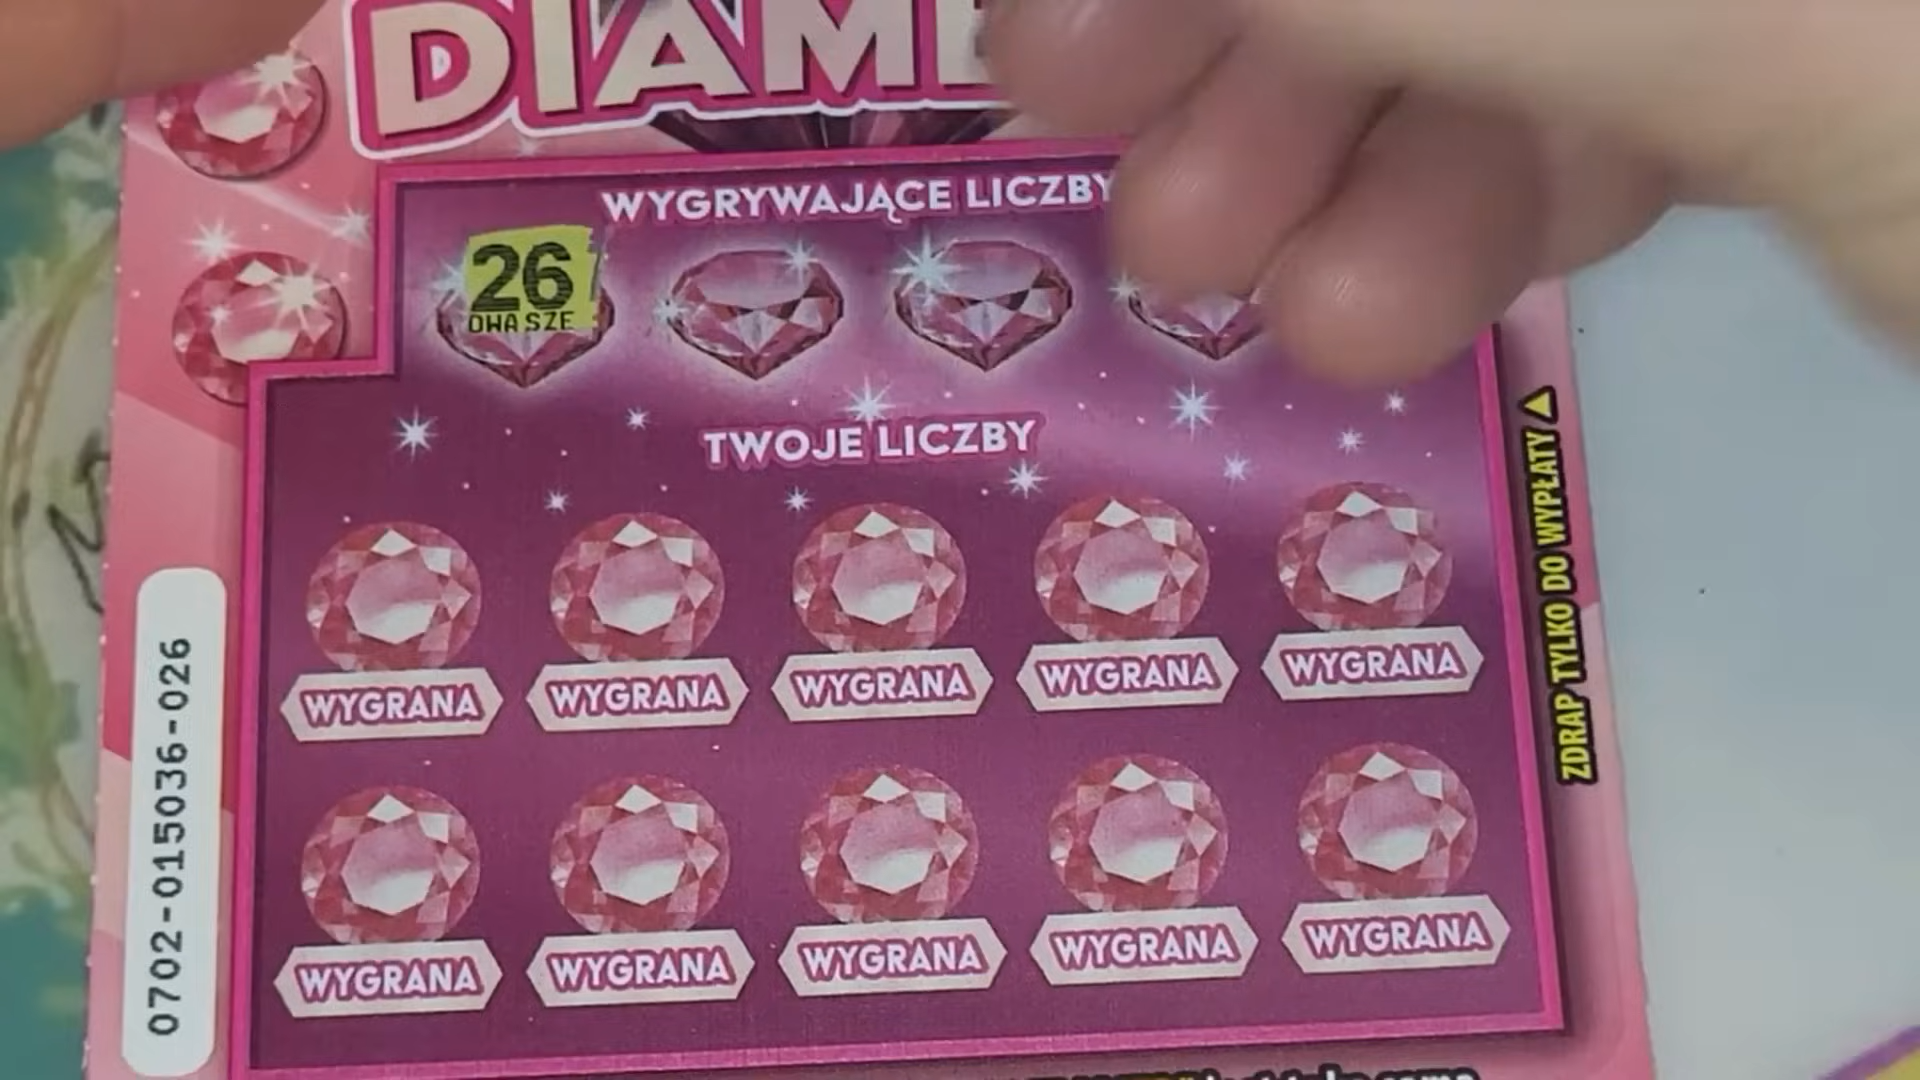 WYGRYWAJĄCE LICZBY
26
DWA SZE
TWOJE LICZBY
WYGRANA WYGRANA WYGRANA WYGRANA WYGRANA
WYGRANA WYGRANA WYGRANA WYGRANA WYGRANA
0702-015036-026
ZDRAP TYLKO DO WYPŁATY